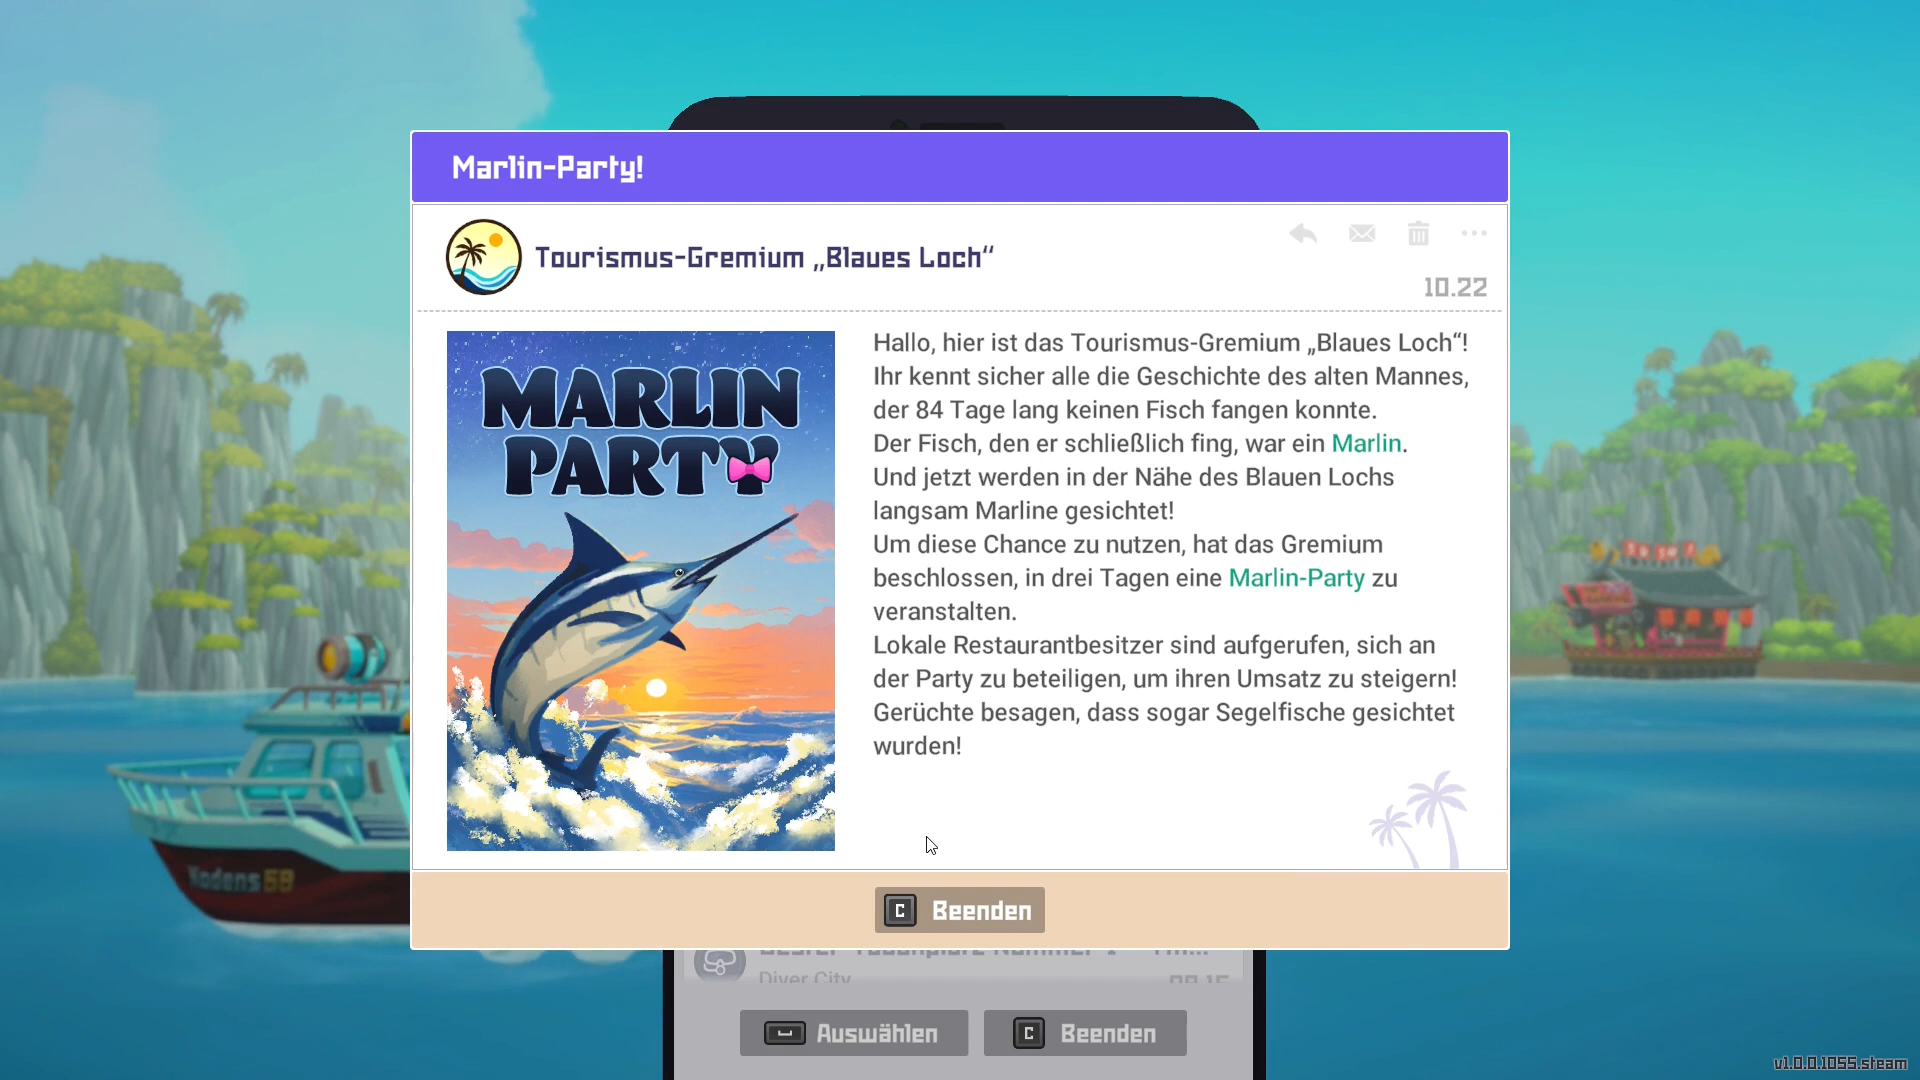 Marlin-Party!
Tourismus-Gremium „Blaues Loch“
10.22
MARLIN
PARTY
Hallo, hier ist das Tourismus-Gremium „Blaues Loch“!
Ihr kennt sicher alle die Geschichte des alten Mannes,
der 84 Tage lang keinen Fisch fangen konnte.
Der Fisch, den er schließlich fing, war ein Marlin.
Und jetzt werden in der Nähe des Blauen Lochs
langsam Marline gesichtet!
Um diese Chance zu nutzen, hat das Gremium
beschlossen, in drei Tagen eine Marlin-Party zu
veranstalten.
Lokale Restaurantbesitzer sind aufgerufen, sich an
der Party zu beteiligen, um ihren Umsatz zu steigern!
Gerüchte besagen, dass sogar Segelfische gesichtet
wurden!
C Beenden
Diver City
Auswählen
C Beenden
Nodens 68
SUSHI
v1.0.0.1055.steam